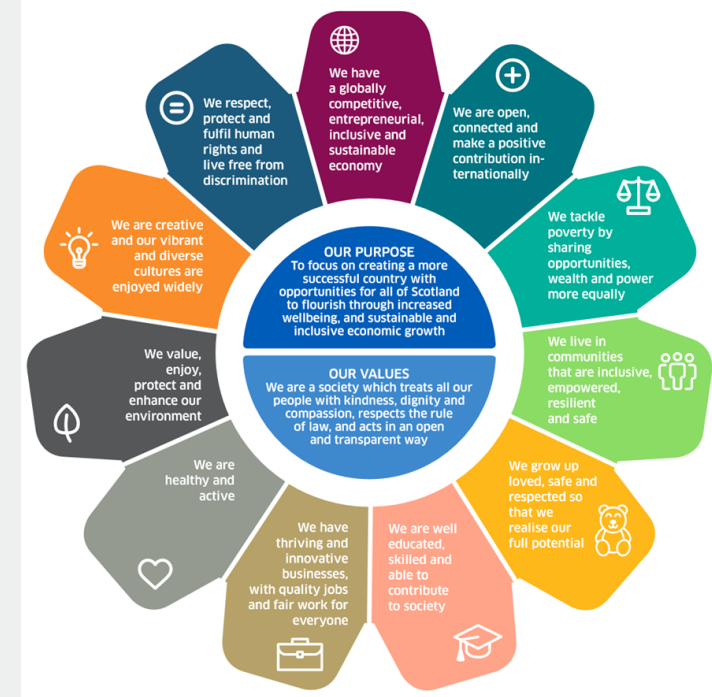 We have
a globally
competitive,
entrepreneurial,
inclusive and
sustainable
economy
We are open,
connected and
make a positive
contribution in-
ternationally
We tackle
poverty by
sharing
opportunities,
wealth and power
more equally
We live in
communities
that are inclusive,
empowered,
resilient
and safe
We grow up
loved, safe and
respected so
that we
realise our
full potential
We are well
educated,
skilled and
able to
contribute
to society
We have
thriving and
innovative
businesses,
with quality jobs
and fair work for
everyone
We are
healthy and
active
We value,
enjoy,
protect and
enhance our
environment
We are creative
and our vibrant
and diverse
cultures are
enjoyed widely
We respect,
protect and
fulfil human
rights and
live free from
discrimination
OUR PURPOSE
To focus on creating a more
successful country with
opportunities for all of Scotland
to flourish through increased
wellbeing, and sustainable and
inclusive economic growth
OUR VALUES
We are a society which treats all our
people with kindness, dignity and
compassion, respects the rule
of law, and acts in an open
and transparent way